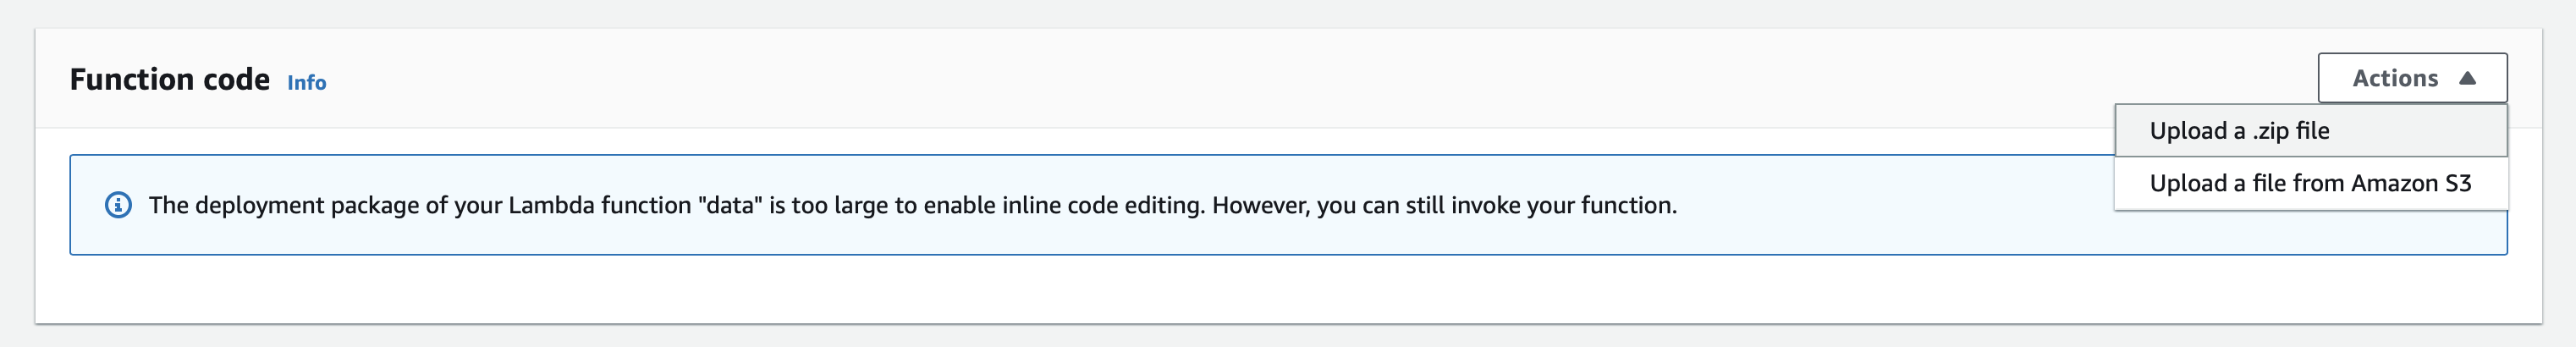 Function code Info
Actions
Upload a .zip file
Upload a file from Amazon S3
The deployment package of your Lambda function "data" is too large to enable inline code editing. However, you can still invoke your function.